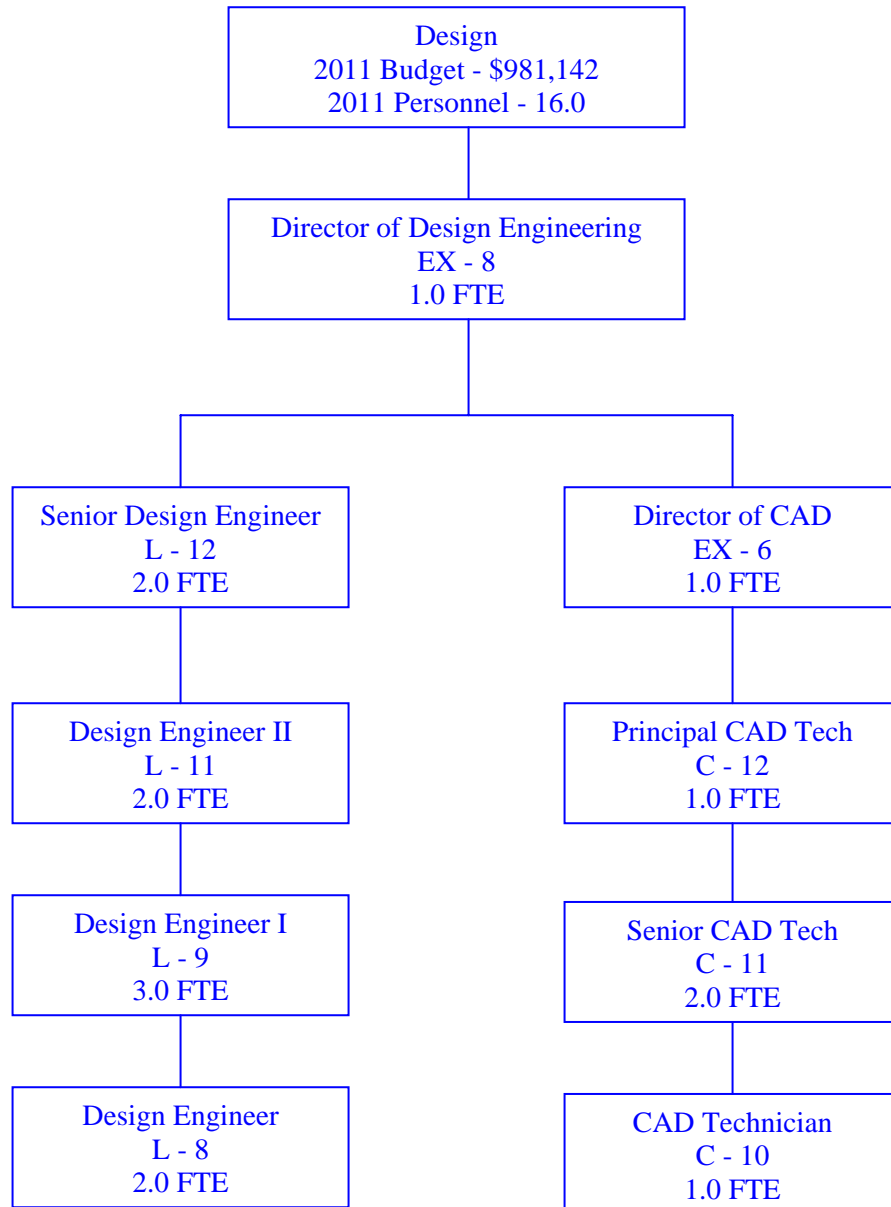 Design
2011 Budget - $981,142
2011 Personnel - 16.0
Director of Design Engineering
EX - 8
1.0 FTE
Senior Design Engineer
L - 12
2.0 FTE
Director of CAD
EX - 6
1.0 FTE
Design Engineer II
L - 11
2.0 FTE
Principal CAD Tech
C - 12
1.0 FTE
Design Engineer I
L - 9
3.0 FTE
Senior CAD Tech
C - 11
2.0 FTE
Design Engineer
L - 8
2.0 FTE
CAD Technician
C - 10
1.0 FTE